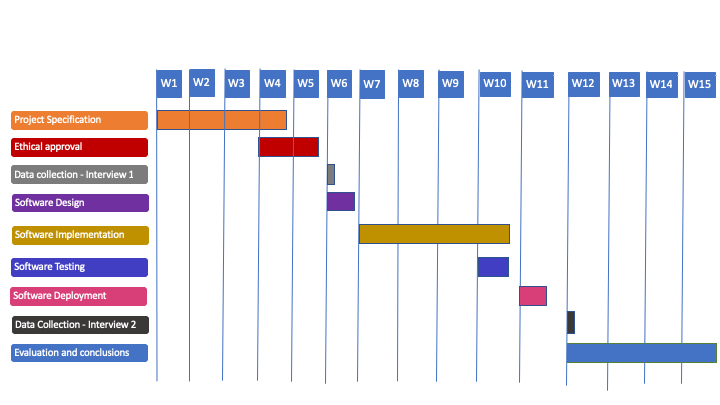 W1 W2 W3 W4 W5 W6 W7 W8 W9 W10 W11 W12 W13 W14 W15
Project Specification
Ethical approval
Data collection - Interview 1
Software Design
Software Implementation
Software Testing
Software Deployment
Data Collection - Interview 2
Evaluation and conclusions